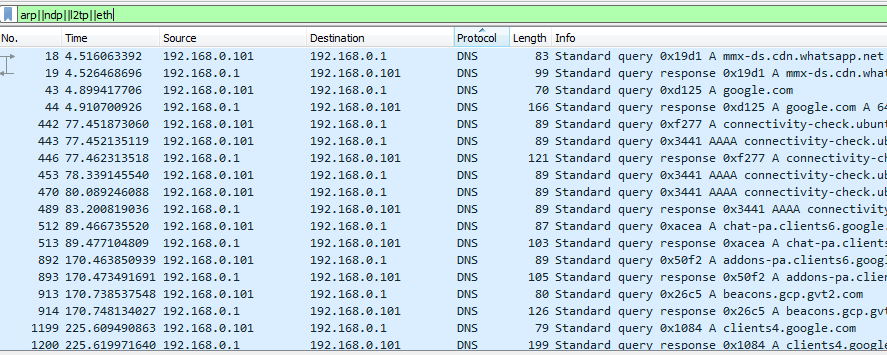 arp||ndp||l2tp||eth
No. Time Source Destination Protocol Length Info
18 4.516063392 192.168.0.101 192.168.0.1 DNS 83 Standard query 0x19d1 A mmx-ds.cdn.whatsapp.net
19 4.526468696 192.168.0.1 192.168.0.101 DNS 99 Standard query response 0x19d1 A mmx-ds.cdn.wha
43 4.899417706 192.168.0.101 192.168.0.1 DNS 70 Standard query 0xd125 A google.com
44 4.910700926 192.168.0.1 192.168.0.101 DNS 166 Standard query response 0xd125 A google.com A 64
442 77.451873060 192.168.0.101 192.168.0.1 DNS 89 Standard query 0xf277 A connectivity-check.ubun
443 77.452135119 192.168.0.101 192.168.0.1 DNS 89 Standard query 0x3441 AAAA connectivity-check.ub
446 77.462313518 192.168.0.1 192.168.0.101 DNS 121 Standard query response 0xf277 A connectivity-ch
453 78.339145540 192.168.0.101 192.168.0.1 DNS 89 Standard query 0x3441 AAAA connectivity-check.ub
470 80.089246088 192.168.0.101 192.168.0.1 DNS 89 Standard query 0x3441 AAAA connectivity-check.ub
489 83.200819036 192.168.0.1 192.168.0.101 DNS 89 Standard query response 0x3441 AAAA connectivity
512 89.466735520 192.168.0.101 192.168.0.1 DNS 87 Standard query 0xacea A chat-pa.clients6.google.
513 89.477104809 192.168.0.1 192.168.0.101 DNS 103 Standard query response 0xacea A chat-pa.clients
892 170.463850939 192.168.0.101 192.168.0.1 DNS 89 Standard query 0x50f2 A addons-pa.clients6.goog
893 170.473491691 192.168.0.1 192.168.0.101 DNS 105 Standard query response 0x50f2 A addons-pa.clien
913 170.738537548 192.168.0.101 192.168.0.1 DNS 80 Standard query 0x26c5 A beacons.gcp.gvt2.com
914 170.748134027 192.168.0.1 192.168.0.101 DNS 126 Standard query response 0x26c5 A beacons.gcp.gvt
1199 225.609490863 192.168.0.101 192.168.0.1 DNS 79 Standard query 0x1084 A clients4.google.com
1200 225.619971640 192.168.0.1 192.168.0.101 DNS 199 Standard query response 0x1084 A clients4.google